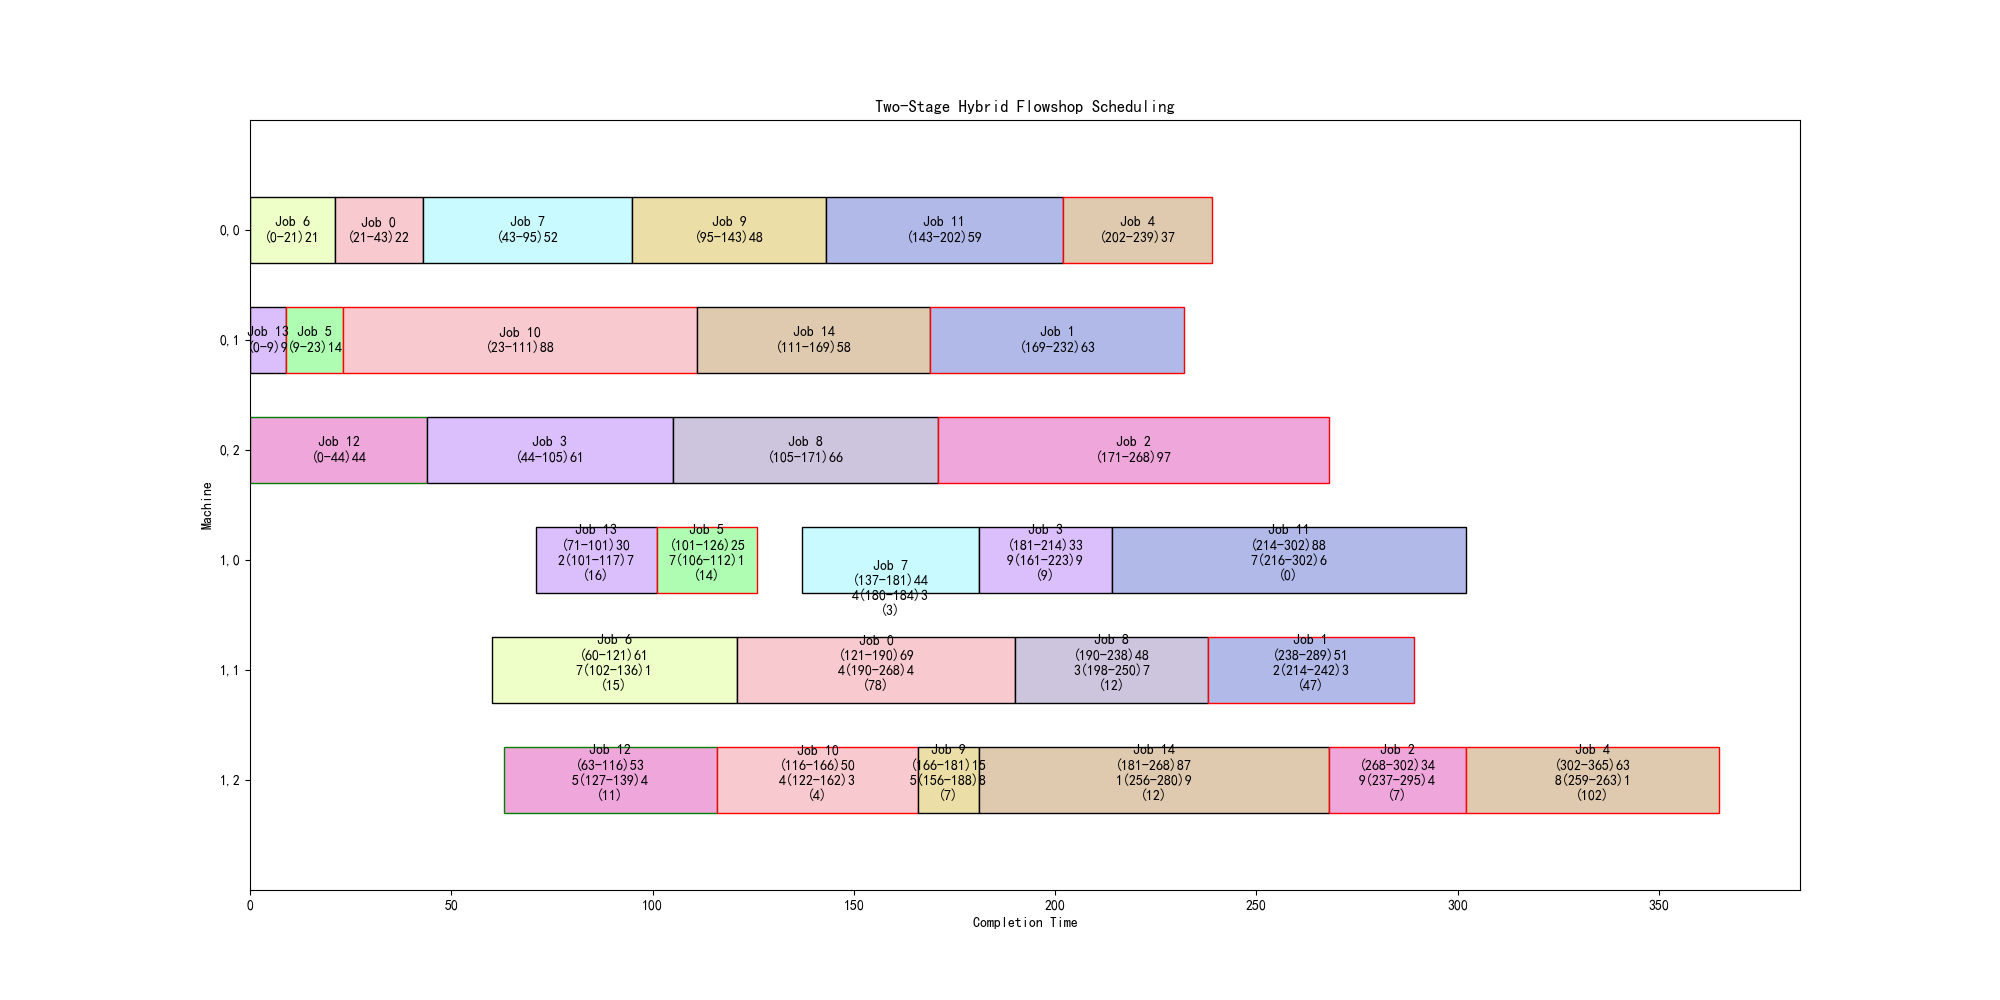 Two-Stage Hybrid Flowshop Scheduling
Machine
0,0
Job 6
(0-21)21
Job 0
(21-43)22
Job 7
(43-95)52
Job 9
(95-143)48
Job 11
(143-202)59
Job 4
(202-239)37
0,1
Job 13
(0-9)9
Job 5
(9-23)14
Job 10
(23-111)88
Job 14
(111-169)58
Job 1
(169-232)63
0,2
Job 12
(0-44)44
Job 3
(44-105)61
Job 8
(105-171)66
Job 2
(171-268)97
1,0
Job 13
(71-101)30
2(101-117)7
(16)
Job 5
(101-126)25
7(106-112)1
(14)
Job 7
(137-181)44
4(180-184)3
(3)
Job 3
(181-214)33
9(161-223)9
(9)
Job 11
(214-302)88
7(216-302)6
(0)
1,1
Job 6
(60-121)61
7(102-136)1
(15)
Job 0
(121-190)69
4(190-268)4
(78)
Job 8
(190-238)48
3(198-250)7
(12)
Job 1
(238-289)51
2(214-242)3
(47)
1,2
Job 12
(63-116)53
5(127-139)4
(11)
Job 10
(116-166)50
4(122-162)3
(4)
Job 9
(166-181)15
5(156-188)8
(7)
Job 14
(181-268)87
1(256-280)9
(12)
Job 2
(268-302)34
9(237-295)4
(7)
Job 4
(302-365)63
8(259-263)1
(102)
0 50 100 150 200 250 300 350
Completion Time